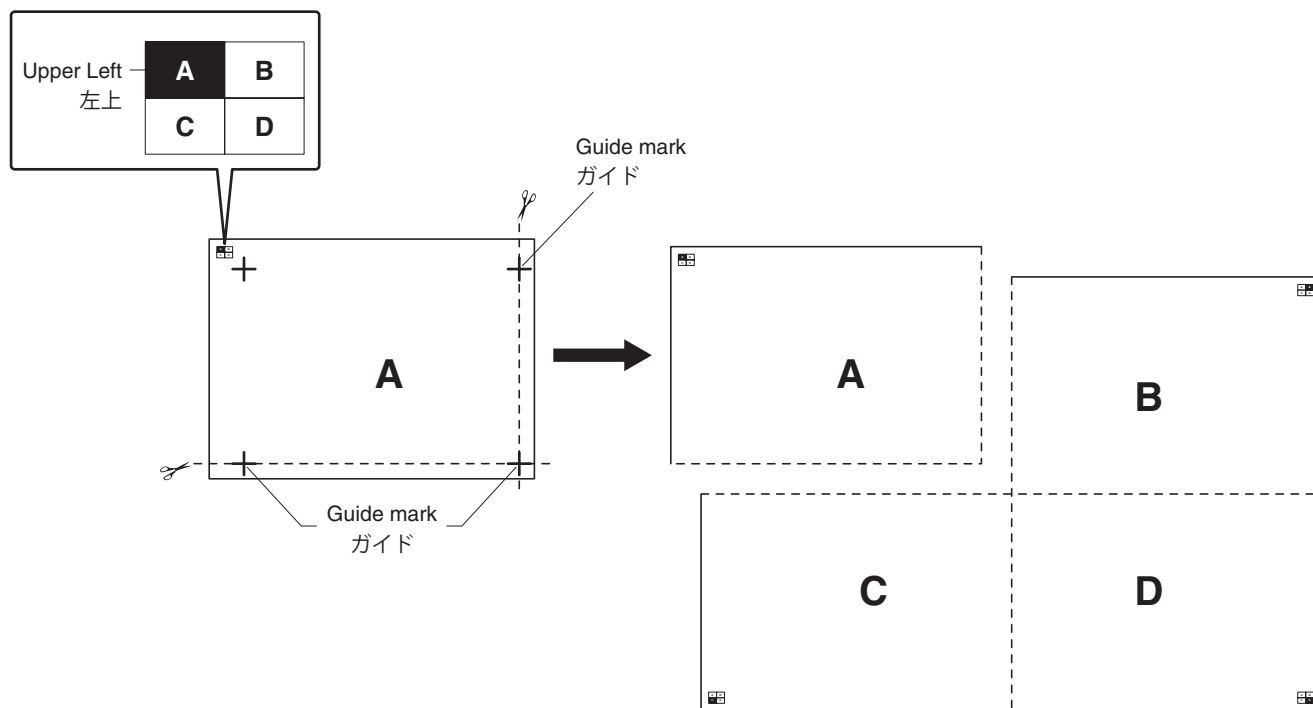 Upper Left
左上
A B
C D
Guide mark
ガイド
A
Guide mark
ガイド
A
B
C
D